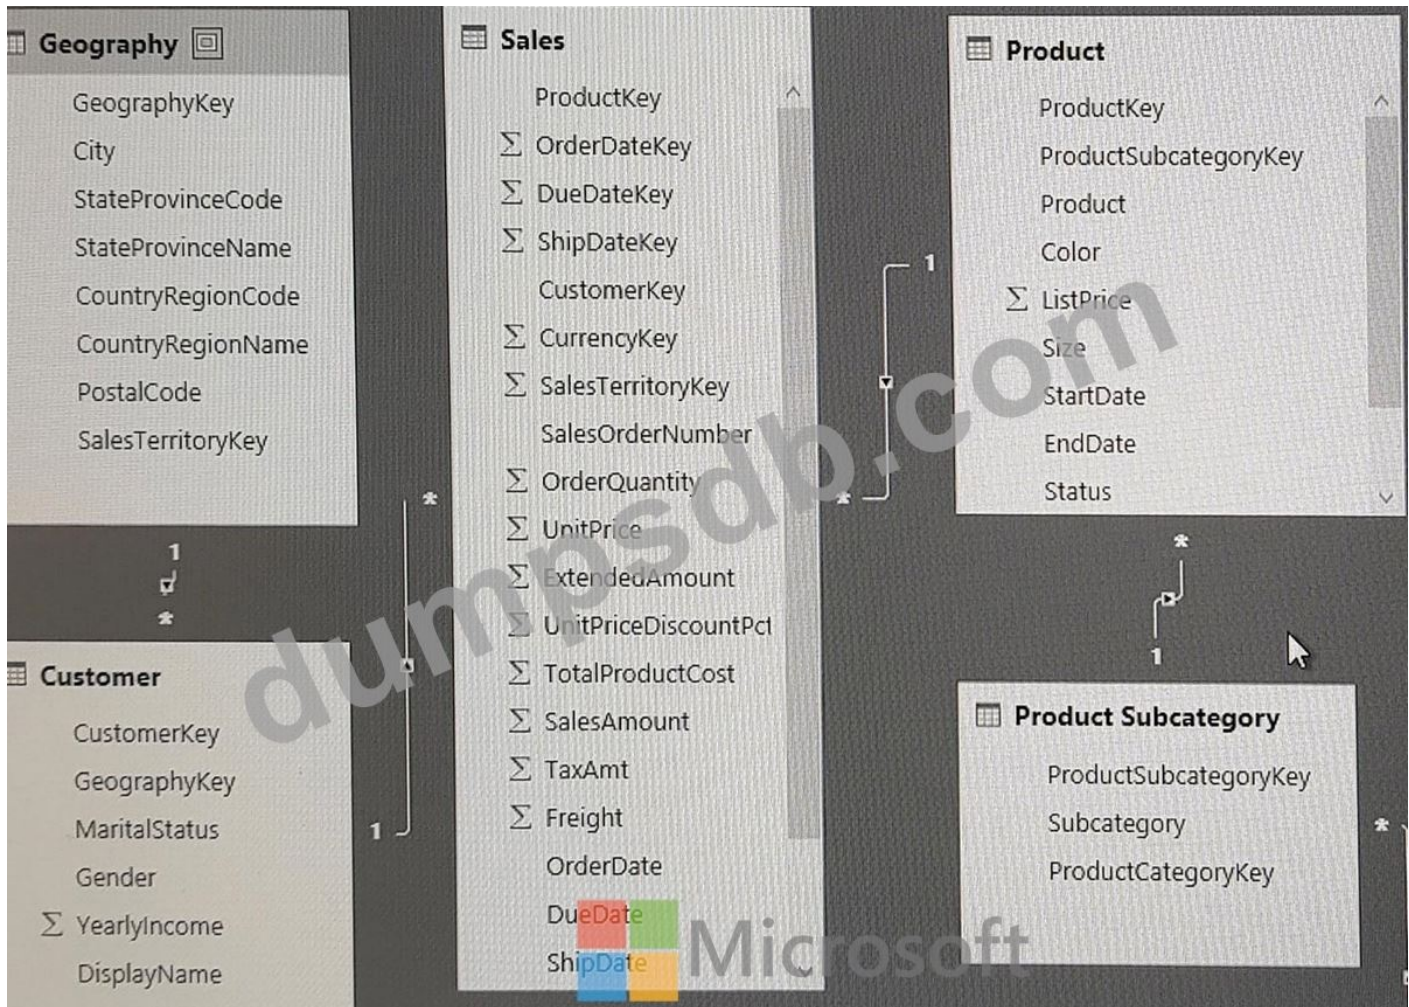 Geography
GeographyKey
City
StateProvinceCode
StateProvinceName
CountryRegionCode
CountryRegionName
PostalCode
SalesTerritoryKey
1
*
Customer
CustomerKey
GeographyKey
MaritalStatus
Gender
Σ YearlyIncome
DisplayName
*
1
Sales
ProductKey
Σ OrderDateKey
Σ DueDateKey
Σ ShipDateKey
CustomerKey
Σ CurrencyKey
Σ SalesTerritoryKey
SalesOrderNumber
Σ OrderQuantity
Σ UnitPrice
Σ ExtendedAmount
Σ UnitPriceDiscountPct
Σ TotalProductCost
Σ SalesAmount
Σ TaxAmt
Σ Freight
OrderDate
DueDate
ShipDate
1
*
Product
ProductKey
ProductSubcategoryKey
Product
Color
Σ ListPrice
Size
StartDate
EndDate
Status
*
1
Product Subcategory
ProductSubcategoryKey
Subcategory
ProductCategoryKey
*
dumpsdb.com
Microsoft